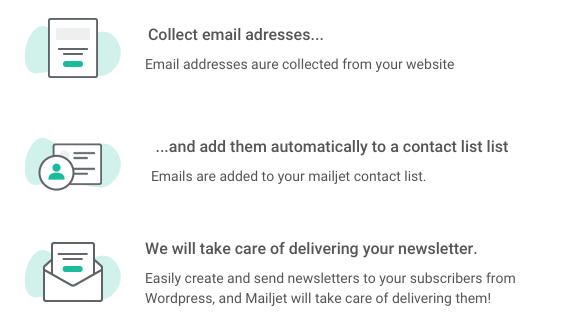 Collect email adresses...
Email addresses aure collected from your website
...and add them automatically to a contact list list
Emails are added to your mailjet contact list.
We will take care of delivering your newsletter.
Easily create and send newsletters to your subscribers from
Wordpress, and Mailjet will take care of delivering them!